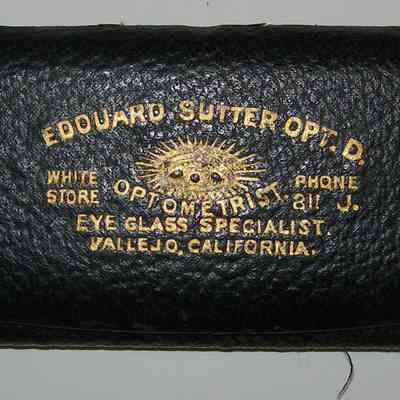 EDOUARD SUTTER OPT. D.
WHITE STORE
OPTOMETRIST.
PHONE 811 J.
EYE GLASS SPECIALIST.
VALLEJO, CALIFORNIA.